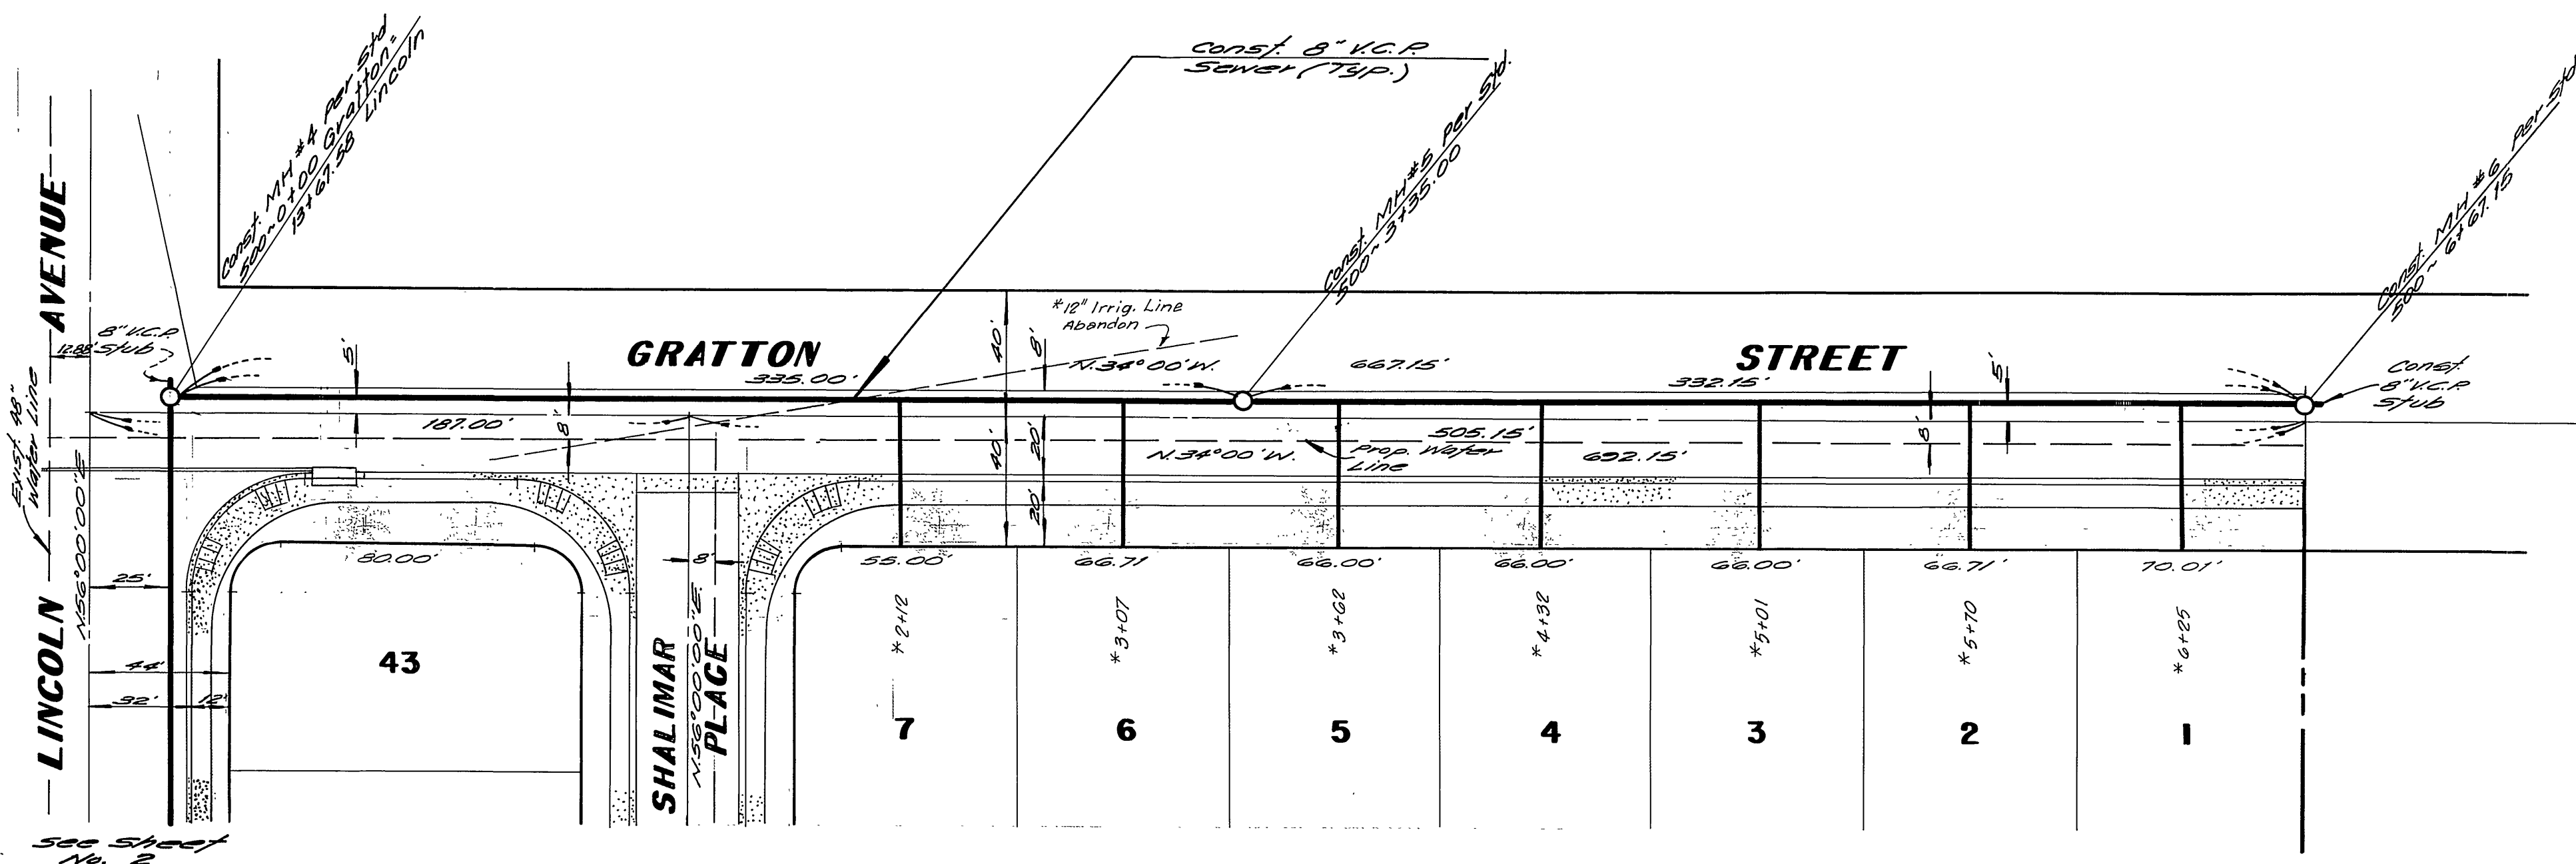 Const. MH #4 Per Std
500 ~ 0+00 Gratton =
13+67.58 Lincoln
Const. 8" V.C.P.
Sewer (Typ.)
Const. MH #5 Per Std.
500 ~ 3+35.00
Const. MH #6 Per Std
500 ~ 6+67.15
LINCOLN AVENUE
Exist. 48"
Water Line
N.56°00'00"E
12.88'
8" V.C.P.
Stub
5'
GRATTON STREET
335.00'
40'
8'
*12" Irrig. Line
Abandon
N.34°00'W.
667.15'
332.15'
5'
Const.
8" V.C.P.
Stub
187.00'
8'
40'
20'
20'
505.15'
N.34°00'W.
Prop. Water
Line
692.15'
8'
80.00'
8'
55.00'
66.71
66.00'
66.00'
66.00'
66.71'
70.01'
25'
44'
32'
12'
43
SHALIMAR
PLACE
N.56°00'00"E.
*2+12
*3+07
*3+62
*4+32
*5+01
*5+70
*6+25
7
6
5
4
3
2
1
See Sheet
No. 2